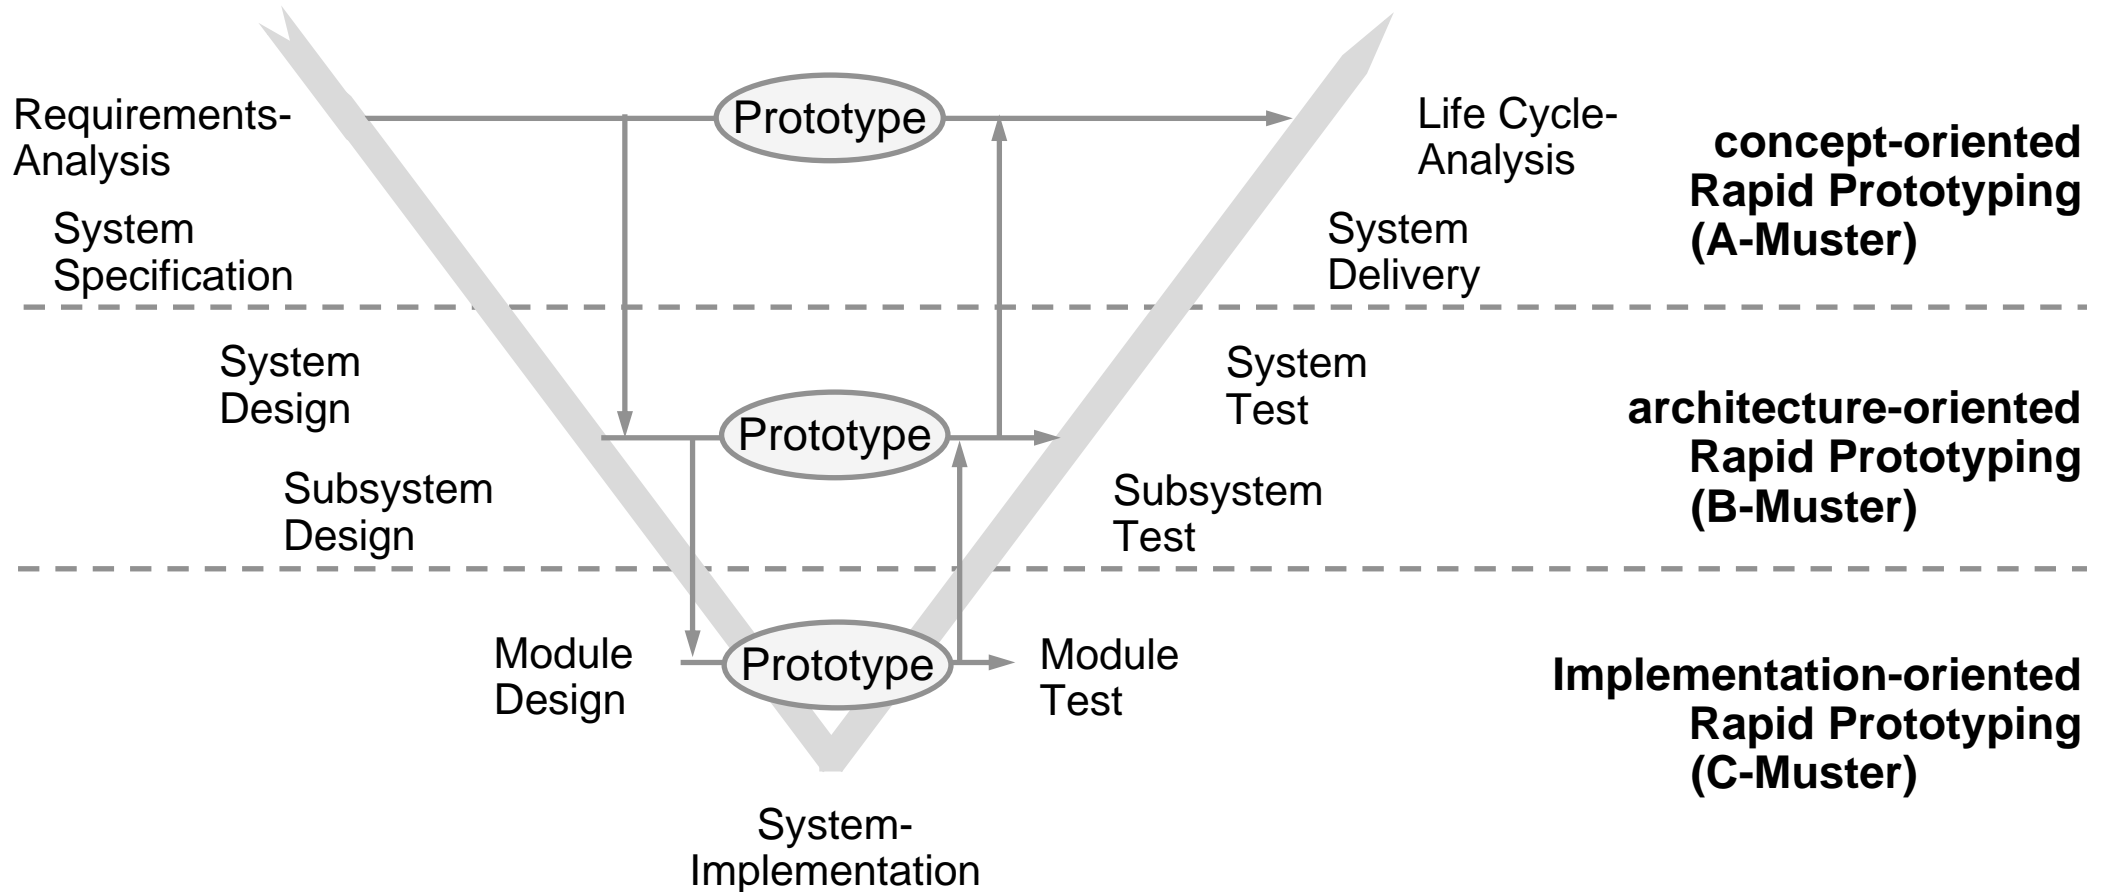 Requirements-
Analysis
Prototype
Life Cycle-
Analysis
concept-oriented
Rapid Prototyping
(A-Muster)
System
Specification
System
Delivery
System
Design
Prototype
System
Test
architecture-oriented
Rapid Prototyping
(B-Muster)
Subsystem
Design
Subsystem
Test
Module
Design
Prototype
Module
Test
Implementation-oriented
Rapid Prototyping
(C-Muster)
System-
Implementation